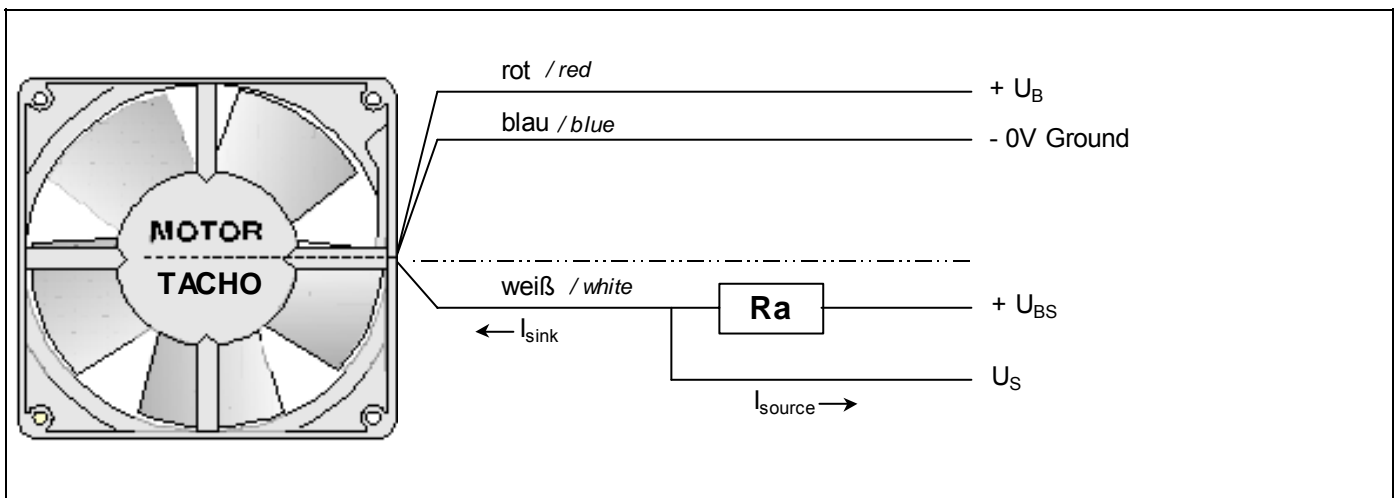 rot / red
+ U_B
blau / blue
- 0V Ground
MOTOR
TACHO
weiß / white
Ra
+ U_BS
I_sink
U_S
I_source